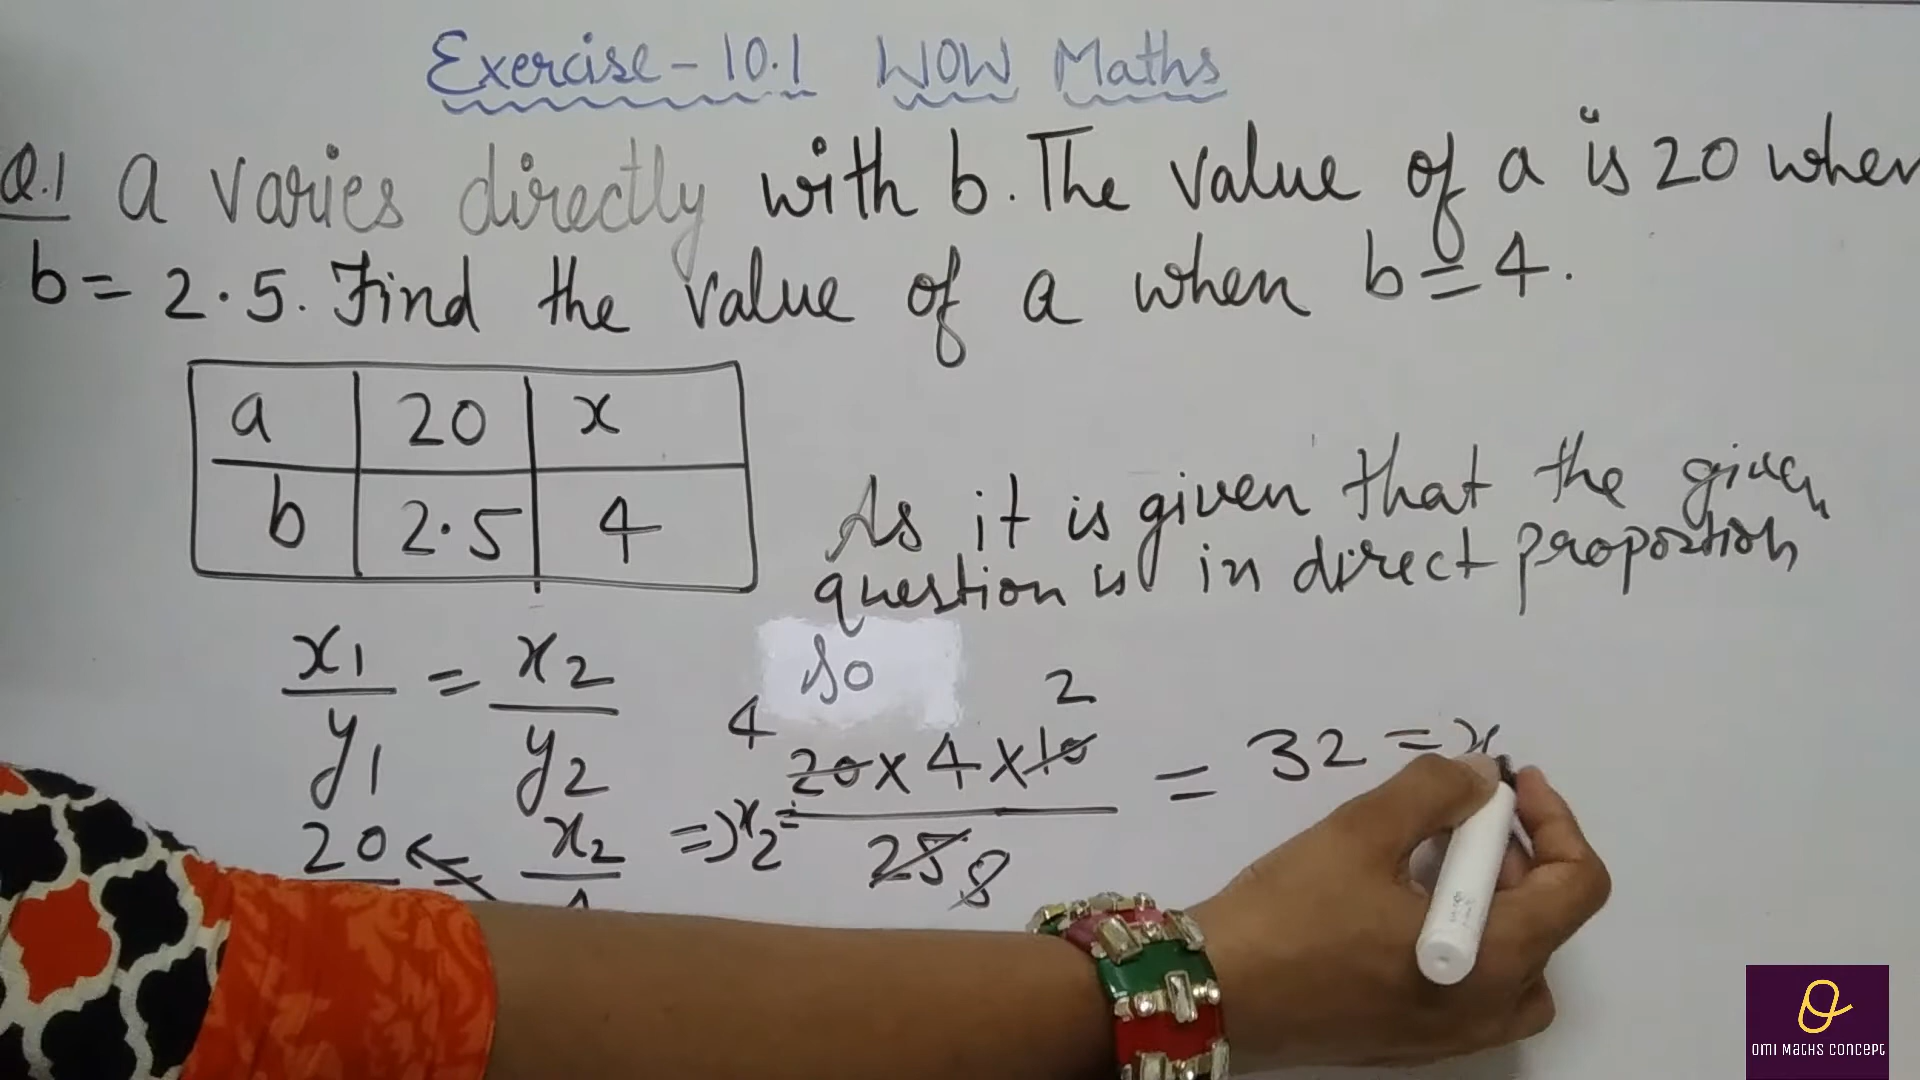 Exercise - 10.1 WOW Maths
Q.1 a varies directly with b. The value of a is 20 when
b = 2.5. Find the value of a when b = 4.
a 20 x
b 2.5 4
As it is given that the given
question is in direct proportion
so
x1 = x2
y1 y2
4 2
20 x 4 x 10 = 32 = x
20 = x2 => x2 = 25 5
OMI MATHS CONCEPT